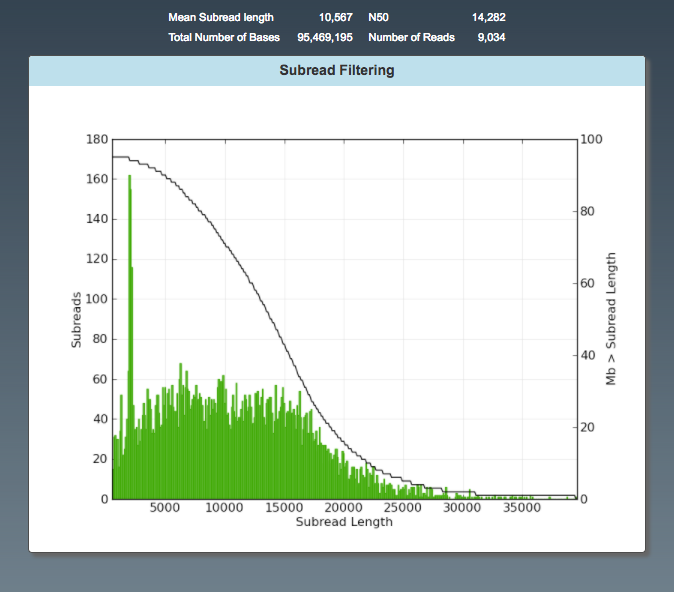 Mean Subread length 10,567 N50 14,282
Total Number of Bases 95,469,195 Number of Reads 9,034
Subread Filtering
180
160
140
120
100
80
60
40
20
0
Subreads
100
80
60
40
20
0
Mb > Subread Length
5000 10000 15000 20000 25000 30000 35000
Subread Length